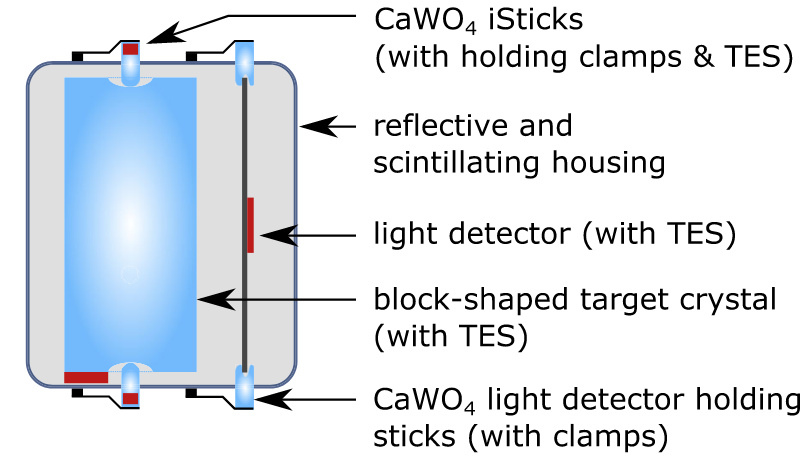 CaWO₄ iSticks
(with holding clamps & TES)
reflective and
scintillating housing
light detector (with TES)
block-shaped target crystal
(with TES)
CaWO₄ light detector holding
sticks (with clamps)